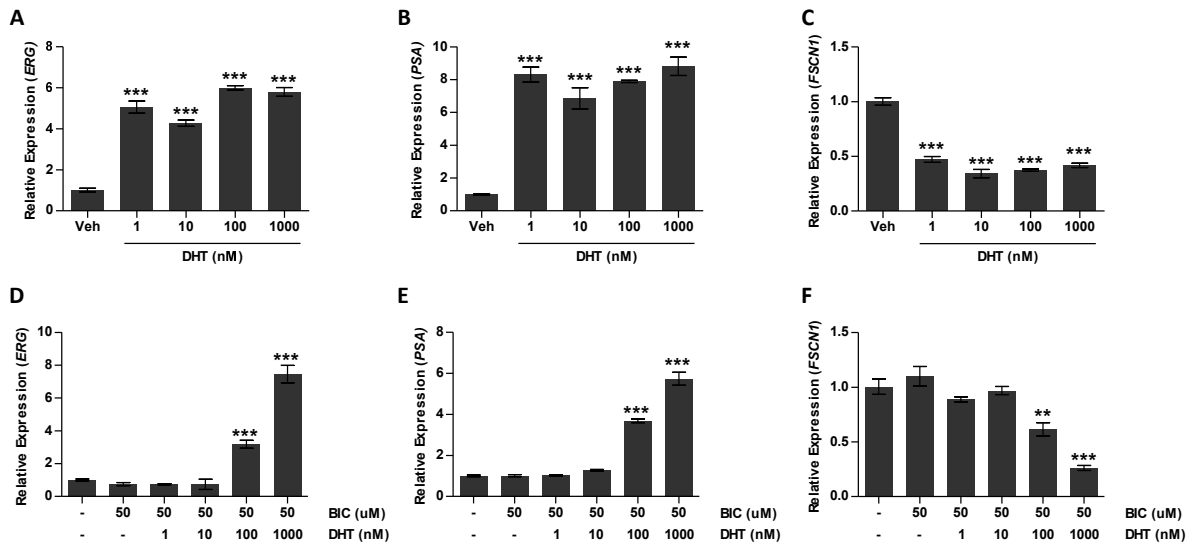 A
Relative Expression (ERG)
8
6
4
2
0
*** *** *** ***
Veh 1 10 100 1000
DHT (nM)
B
Relative Expression (PSA)
10
8
6
4
2
0
*** *** *** ***
Veh 1 10 100 1000
DHT (nM)
C
Relative Expression (FSCN1)
1.5
1.0
0.5
0.0
*** *** *** ***
Veh 1 10 100 1000
DHT (nM)
D
Relative Expression (ERG)
10
8
6
4
2
0
*** ***
- 50 50 50 50 50 BIC (uM)
- - 1 10 100 1000 DHT (nM)
E
Relative Expression (PSA)
8
6
4
2
0
*** ***
- 50 50 50 50 50 BIC (uM)
- - 1 10 100 1000 DHT (nM)
F
Relative Expression (FSCN1)
1.5
1.0
0.5
0.0
** ***
- 50 50 50 50 50 BIC (uM)
- - 1 10 100 1000 DHT (nM)